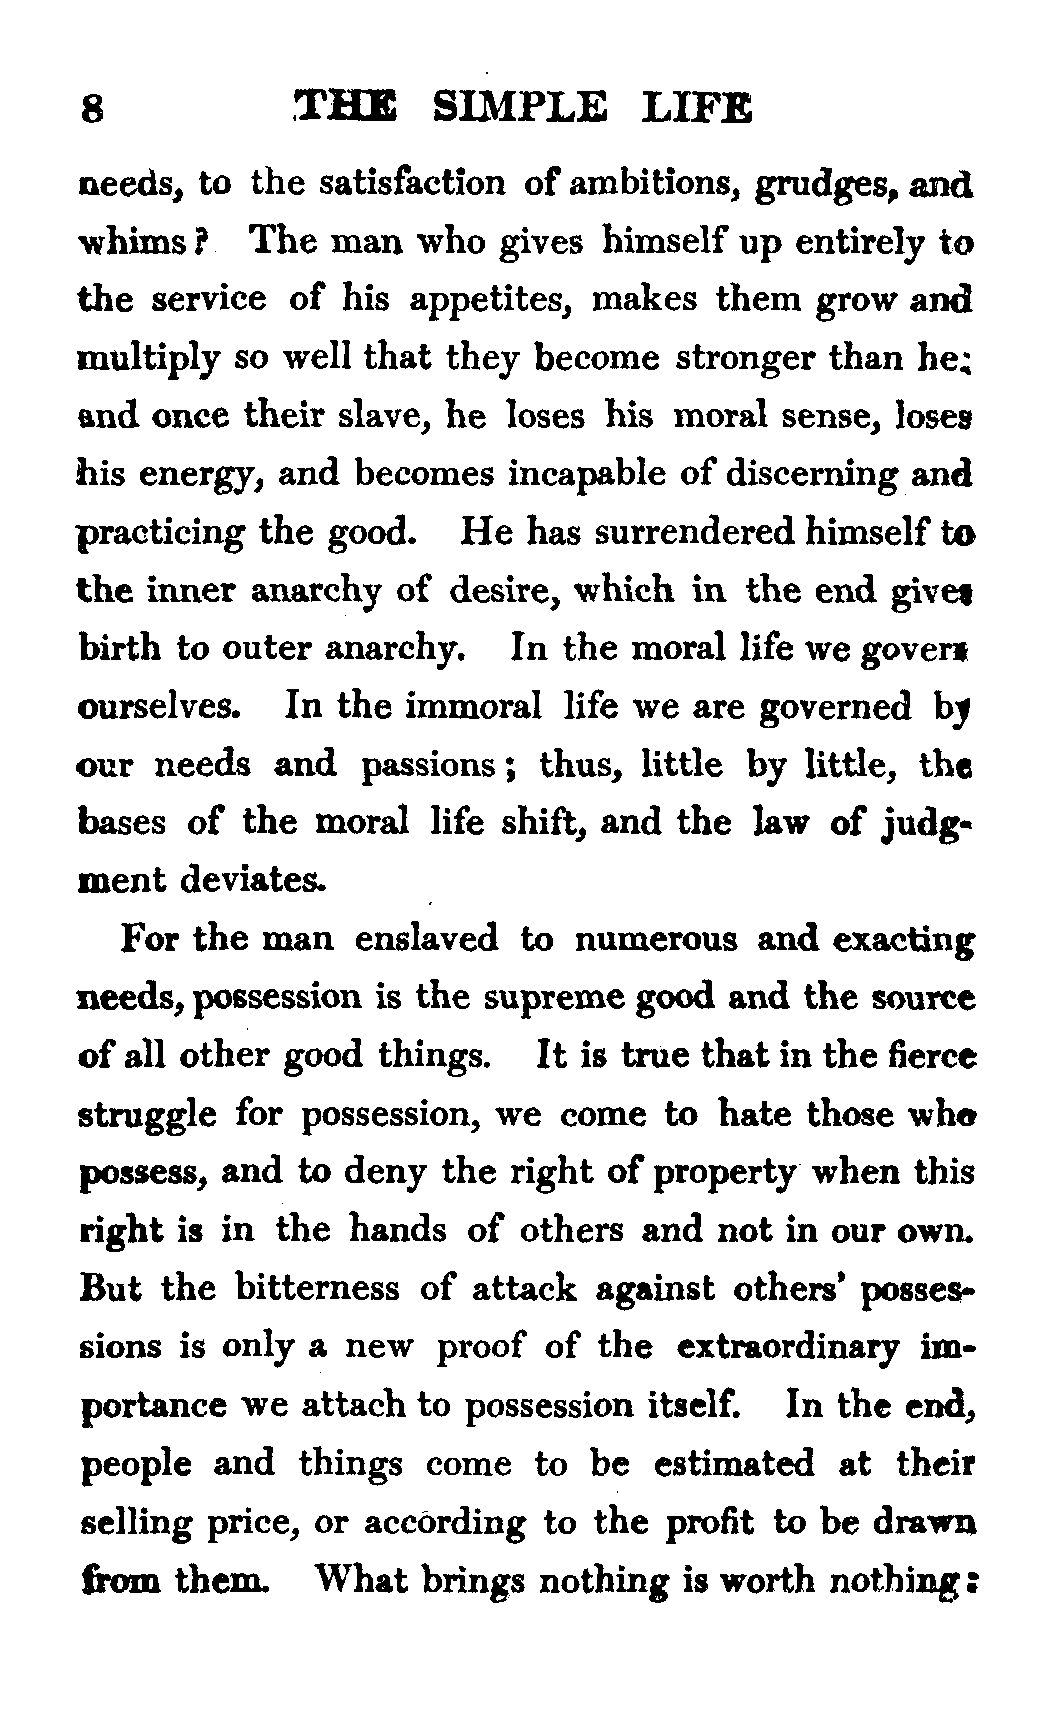 8 THE SIMPLE LIFE
needs, to the satisfaction of ambitions, grudges, and
whims? The man who gives himself up entirely to
the service of his appetites, makes them grow and
multiply so well that they become stronger than he;
and once their slave, he loses his moral sense, loses
his energy, and becomes incapable of discerning and
practicing the good. He has surrendered himself to
the inner anarchy of desire, which in the end gives
birth to outer anarchy. In the moral life we govern
ourselves. In the immoral life we are governed by
our needs and passions; thus, little by little, the
bases of the moral life shift, and the law of judg-
ment deviates.
For the man enslaved to numerous and exacting
needs, possession is the supreme good and the source
of all other good things. It is true that in the fierce
struggle for possession, we come to hate those who
possess, and to deny the right of property when this
right is in the hands of others and not in our own.
But the bitterness of attack against others' posses-
sions is only a new proof of the extraordinary im-
portance we attach to possession itself. In the end,
people and things come to be estimated at their
selling price, or according to the profit to be drawn
from them. What brings nothing is worth nothing: